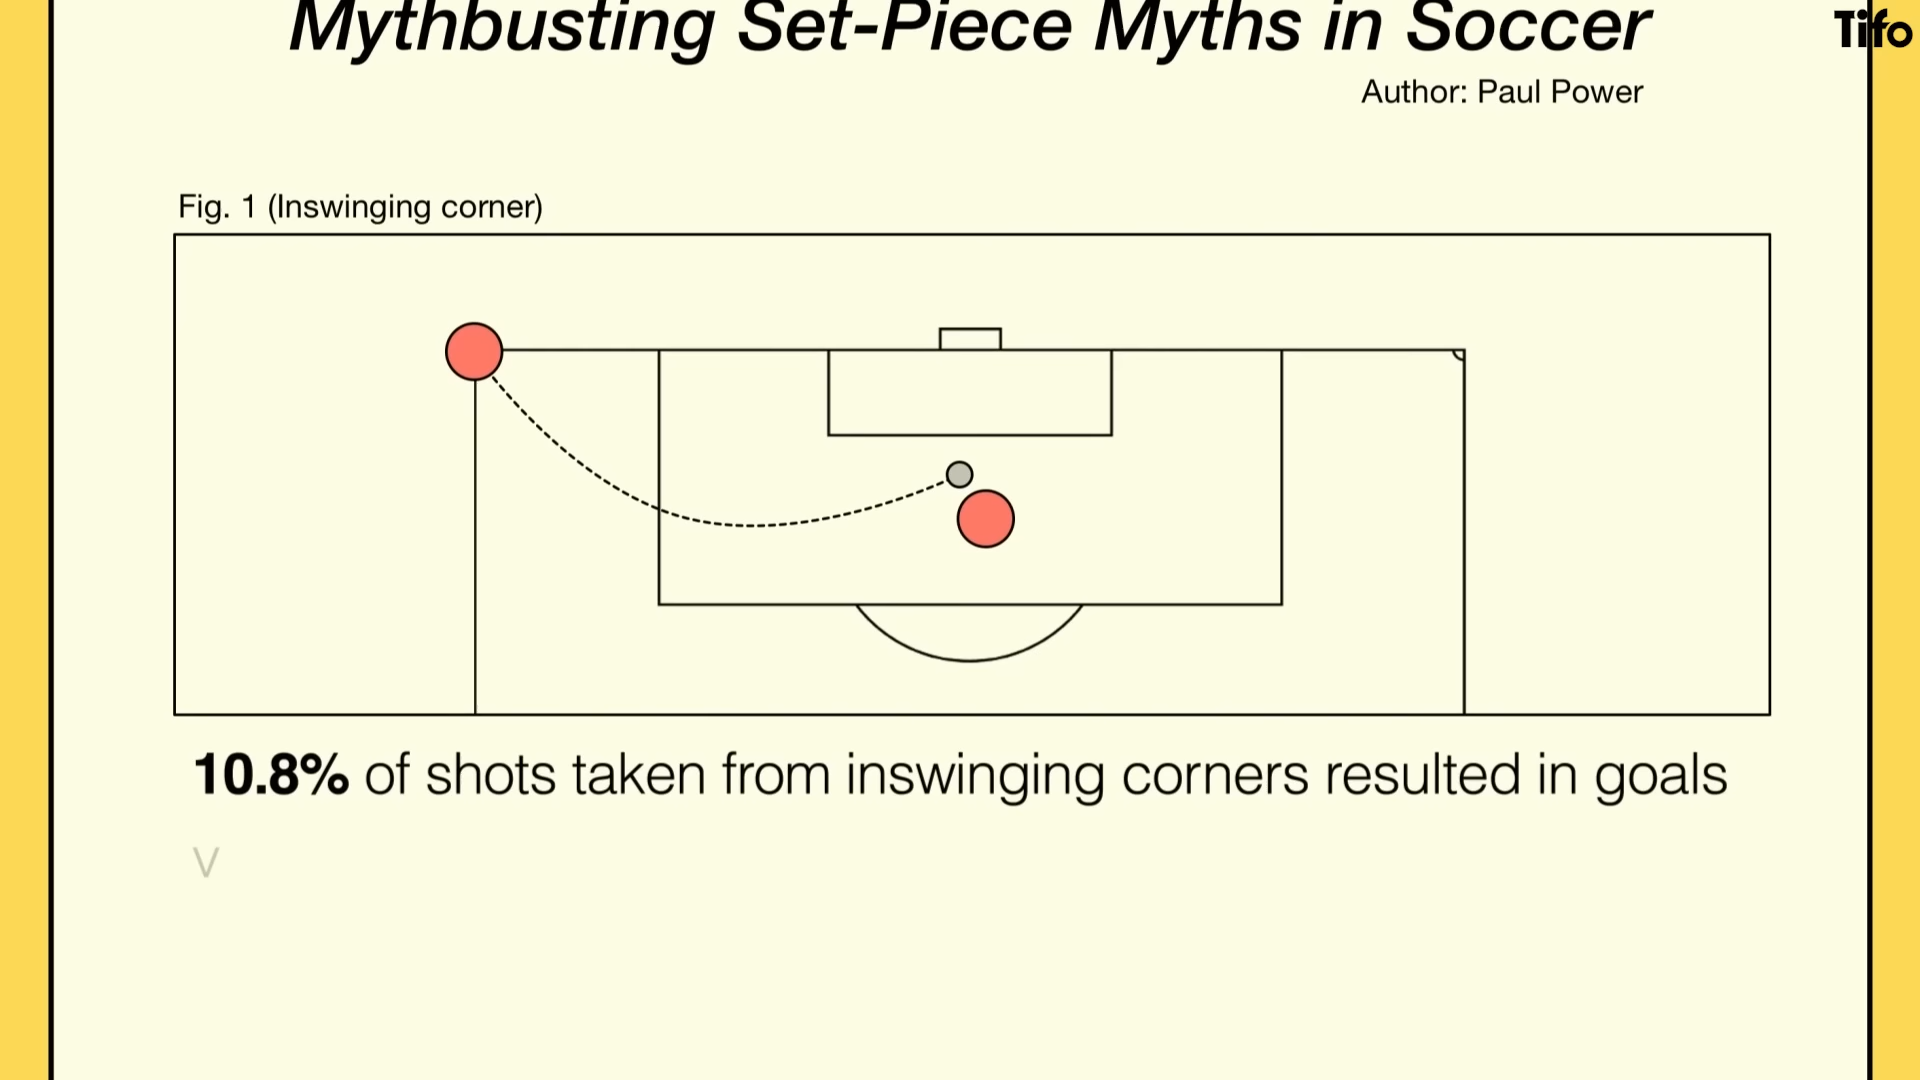 Mythbusting Set-Piece Myths in Soccer
Tifo
Author: Paul Power
Fig. 1 (Inswinging corner)
10.8% of shots taken from inswinging corners resulted in goals
V